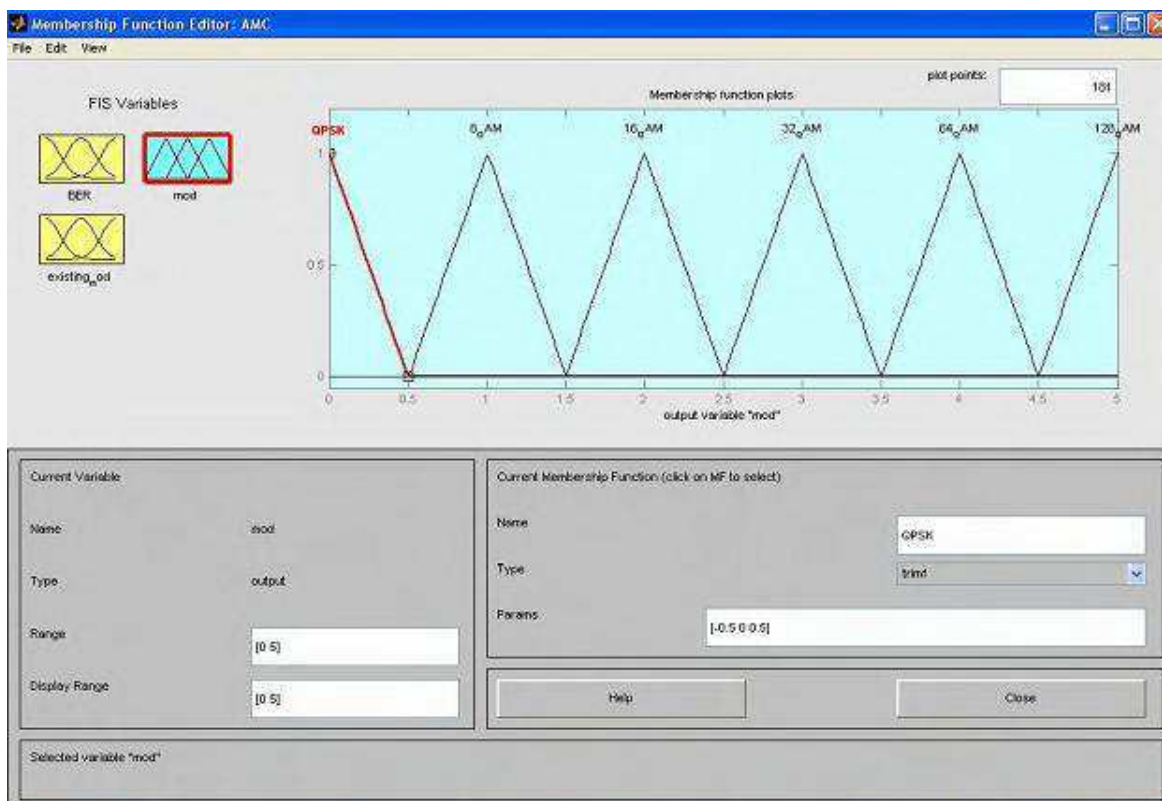 Membership Function Editor: AMC
File Edit View
FIS Variables
BER
mod
existing_mod
plot points:
181
Membership function plots
QPSK 8_QAM 16_QAM 32_QAM 64_QAM 128_QAM
1
0.5
0
0 0.5 1 1.5 2 2.5 3 3.5 4 4.5 5
output variable "mod"
Current Variable
Name mod
Type output
Range [0 5]
Display Range [0 5]
Current Membership Function (click on MF to select)
Name QPSK
Type trimf
Params [-0.5 0 0.5]
Help Close
Selected variable "mod"